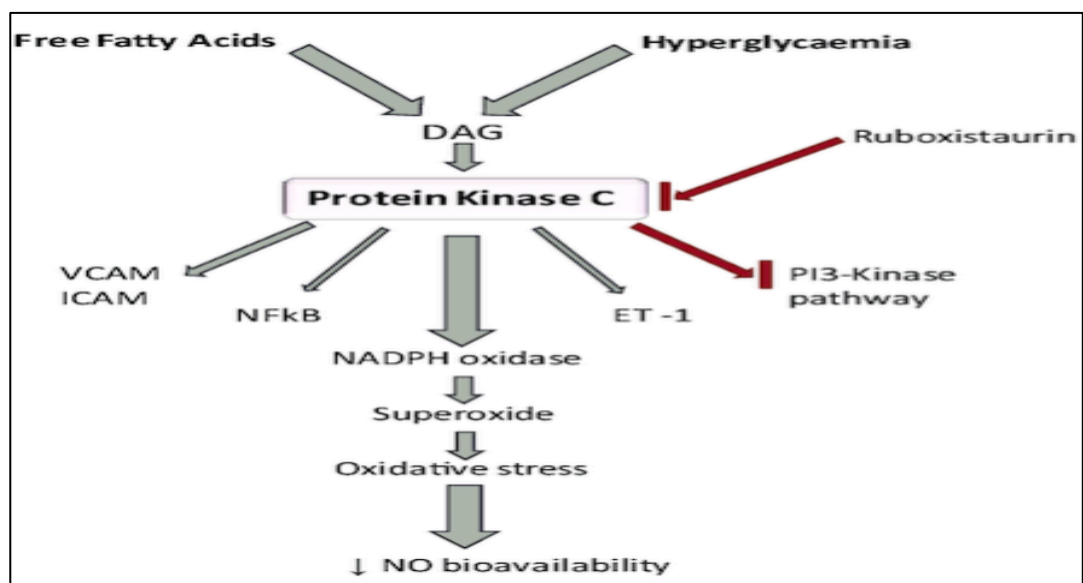 Free Fatty Acids
Hyperglycaemia
DAG
Ruboxistaurin
Protein Kinase C
VCAM
ICAM
NFkB
ET -1
PI3-Kinase
pathway
NADPH oxidase
Superoxide
Oxidative stress
↓ NO bioavailability